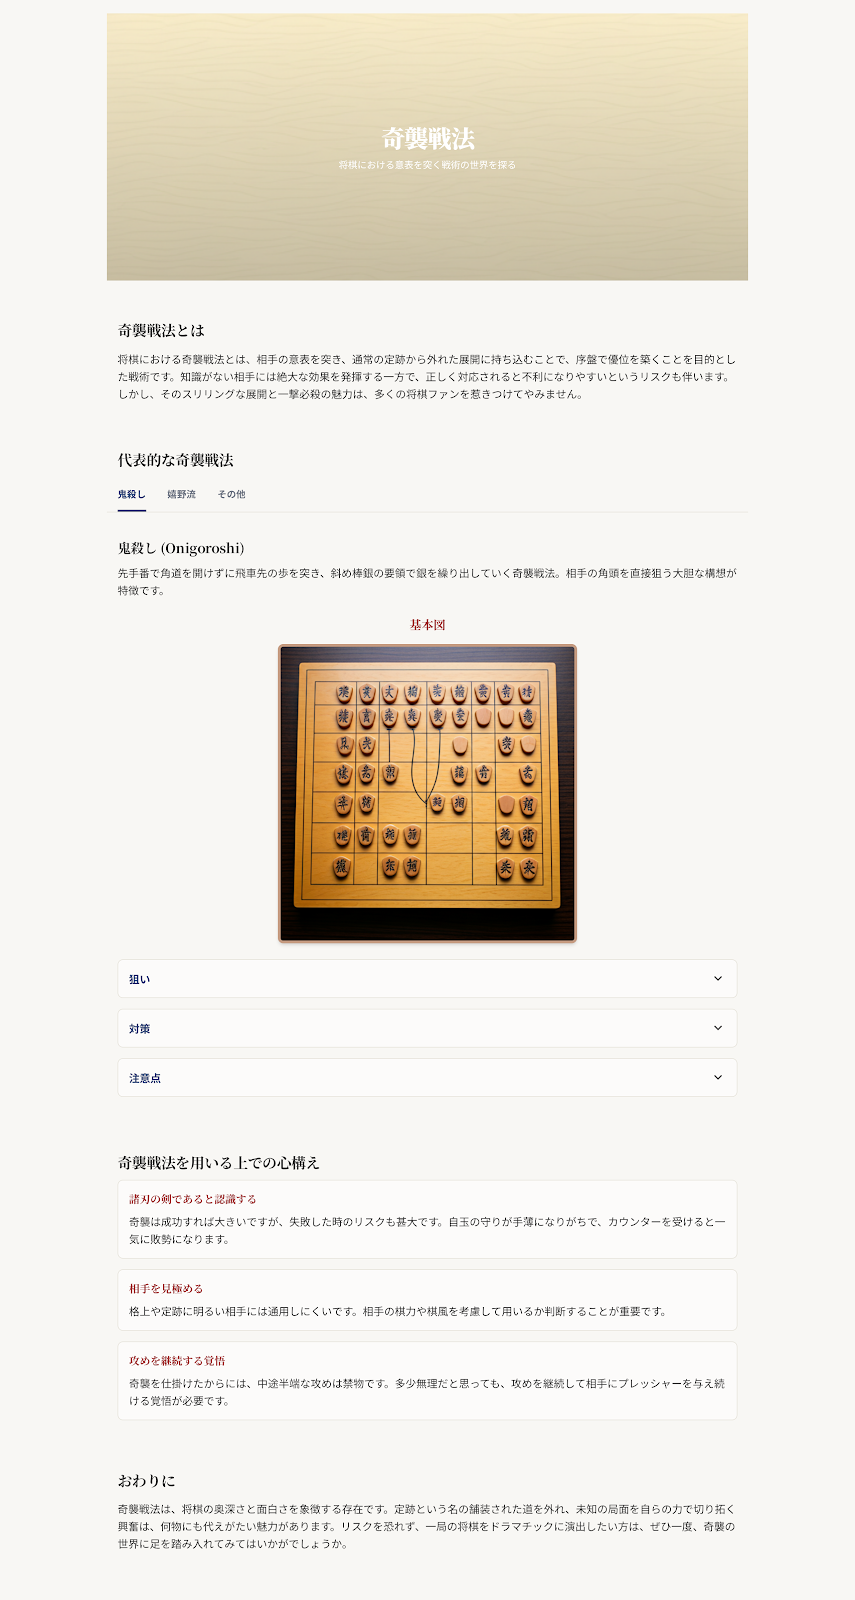 奇襲戦法
将棋における意表を突く戦術の世界を探る
奇襲戦法とは
将棋における奇襲戦法とは、相手の意表を突き、通常の定跡から外れた展開に持ち込むことで、序盤で優位を築くことを目的とし
た戦術です。知識がない相手には絶大な効果を発揮する一方で、正しく対応されると不利になりやすいというリスクも伴います。
しかし、そのスリリングな展開と一撃必殺の魅力は、多くの将棋ファンを惹きつけてやみません。
代表的な奇襲戦法
鬼殺し 嬉野流 その他
鬼殺し (Onigoroshi)
先手番で角道を開けずに飛車先の歩を突き、斜め棒銀の要領で銀を繰り出していく奇襲戦法。相手の角頭を直接狙う大胆な構想が
特徴です。
基本図
狙い
対策
注意点
奇襲戦法を用いる上での心構え
諸刃の剣であると認識する
奇襲は成功すれば大きいですが、失敗した時のリスクも甚大です。自玉の守りが手薄になりがちで、カウンターを受けると一
気に敗勢になります。
相手を見極める
格上や定跡に明るい相手には通用しにくいです。相手の棋力や棋風を考慮して用いるか判断することが重要です。
攻めを継続する覚悟
奇襲を仕掛けたからには、中途半端な攻めは禁物です。多少無理だと思っても、攻めを継続して相手にプレッシャーを与え続
ける覚悟が必要です。
おわりに
奇襲戦法は、将棋の奥深さと面白さを象徴する存在です。定跡という名の舗装された道を外れ、未知の局面を自らの力で切り拓く
興奮は、何物にも代えがたい魅力があります。リスクを恐れず、一局の将棋をドラマチックに演出したい方は、ぜひ一度、奇襲の
世界に足を踏み入れてみてはいかがでしょうか。